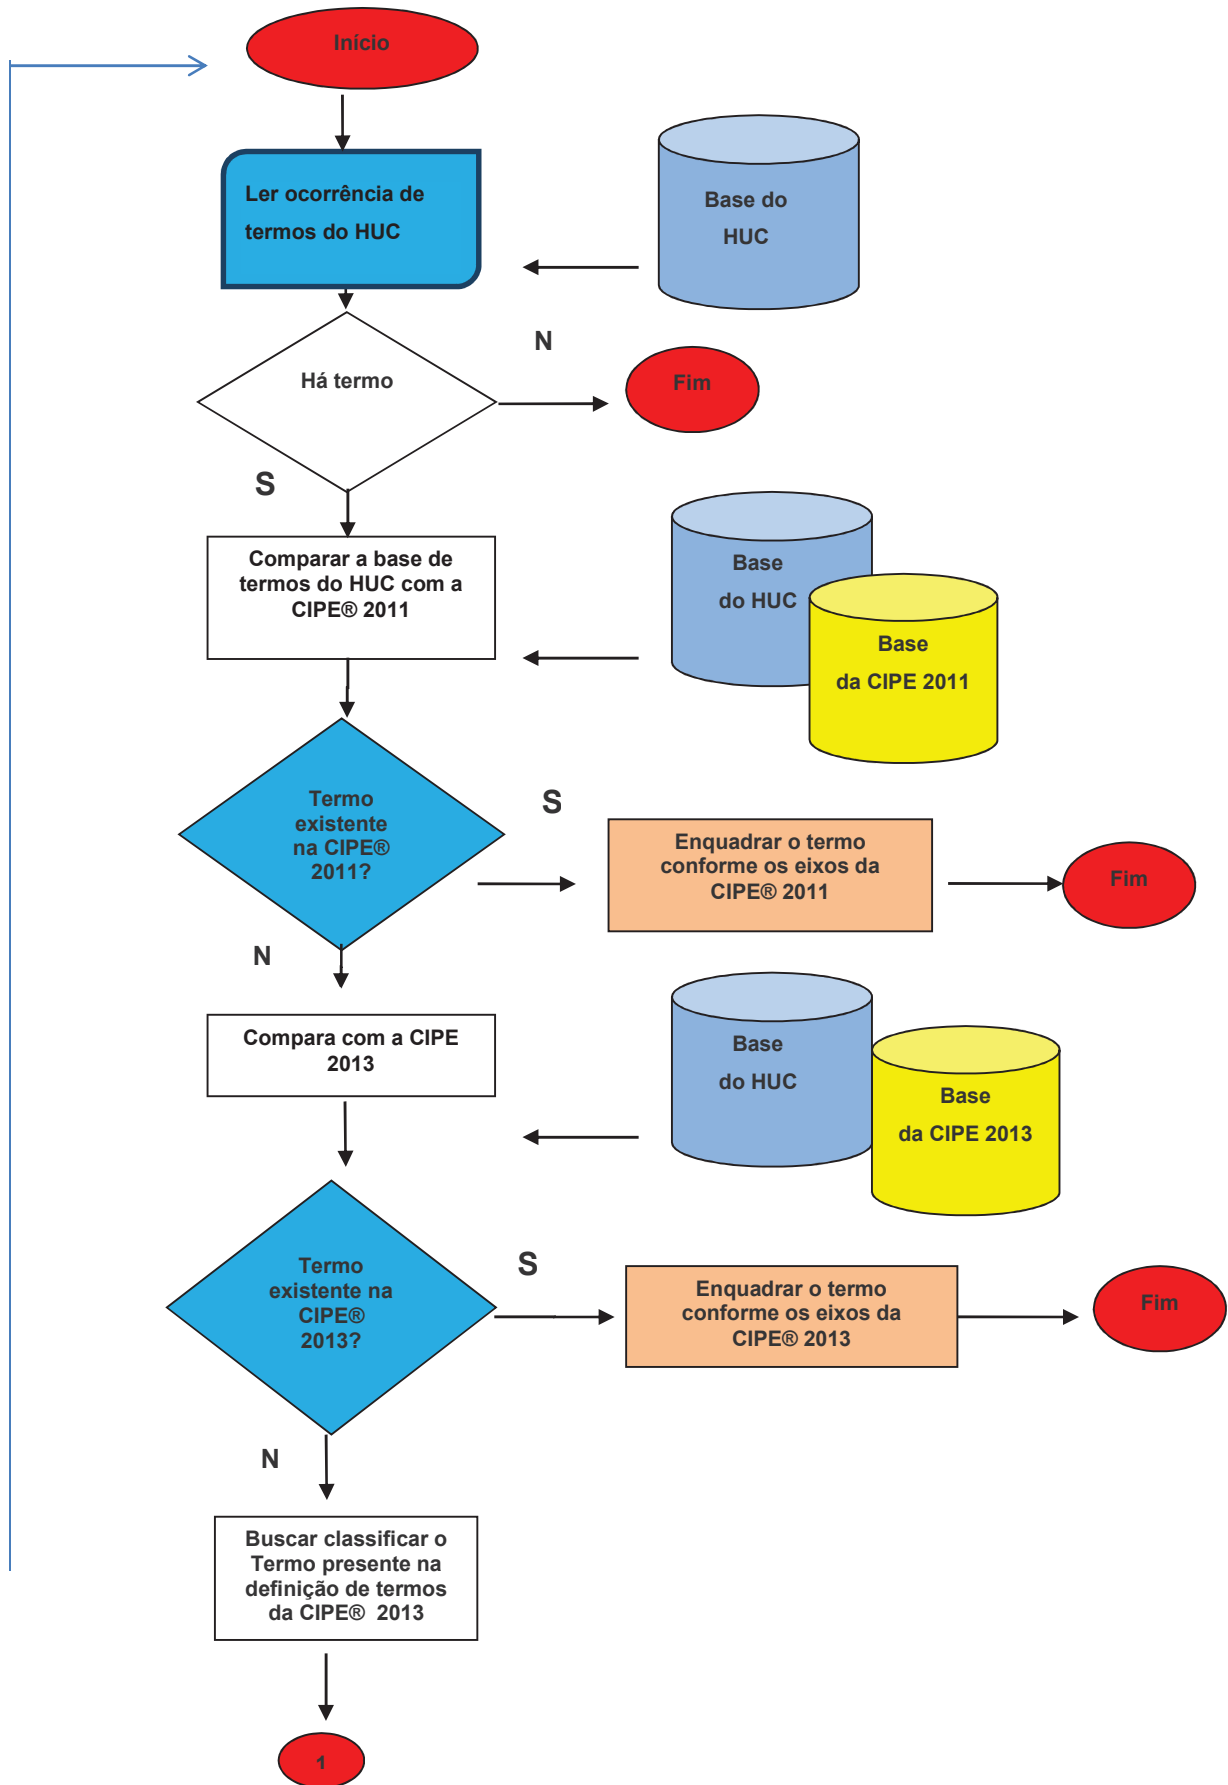 Início
Ler ocorrência de
termos do HUC
Base do
HUC
N
Há termo
Fim
S
Comparar a base de
termos do HUC com a
CIPE® 2011
Base
do HUC
Base
da CIPE 2011
Termo
existente
na CIPE®
2011?
S
Enquadrar o termo
conforme os eixos da
CIPE® 2011
Fim
N
Compara com a CIPE
2013
Base
do HUC
Base
da CIPE 2013
Termo
existente na
CIPE®
2013?
S
Enquadrar o termo
conforme os eixos da
CIPE® 2013
Fim
N
Buscar classificar o
Termo presente na
definição de termos
da CIPE® 2013
1